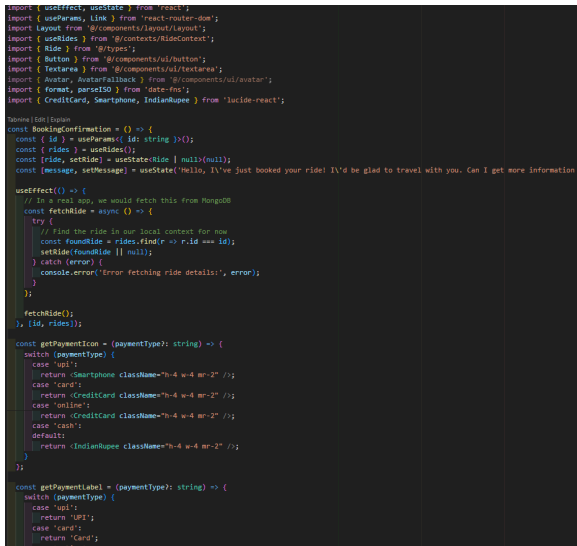 import { useEffect, useState } from 'react';
import { useParams, Link } from 'react-router-dom';
import Layout from '@/components/layout/Layout';
import { useRides } from '@/contexts/RideContext';
import { Ride } from '@/types';
import { Button } from '@/components/ui/button';
import { Textarea } from '@/components/ui/textarea';
import { Avatar, AvatarFallback } from '@/components/ui/avatar';
import { format, parseISO } from 'date-fns';
import { CreditCard, Smartphone, IndianRupee } from 'lucide-react';
Tabnine | Edit | Explain
const BookingConfirmation = () => {
const { id } = useParams<{ id: string }>();
const { rides } = useRides();
const [ride, setRide] = useState<Ride | null>(null);
const [message, setMessage] = useState('Hello, I\'ve just booked your ride! I\'d be glad to travel with you. Can I get more information
useEffect(() => {
// In a real app, we would fetch this from MongoDB
const fetchRide = async () => {
try {
// Find the ride in our local context for now
const foundRide = rides.find(r => r.id === id);
setRide(foundRide || null);
} catch (error) {
console.error('Error fetching ride details:', error);
}
};
fetchRide();
}, [id, rides]);
const getPaymentIcon = (paymentType?: string) => {
switch (paymentType) {
case 'upi':
return <Smartphone className="h-4 w-4 mr-2" />;
case 'card':
return <CreditCard className="h-4 w-4 mr-2" />;
case 'online':
return <CreditCard className="h-4 w-4 mr-2" />;
case 'cash':
default:
return <IndianRupee className="h-4 w-4 mr-2" />;
}
};
const getPaymentLabel = (paymentType?: string) => {
switch (paymentType) {
case 'upi':
return 'UPI';
case 'card':
return 'Card';